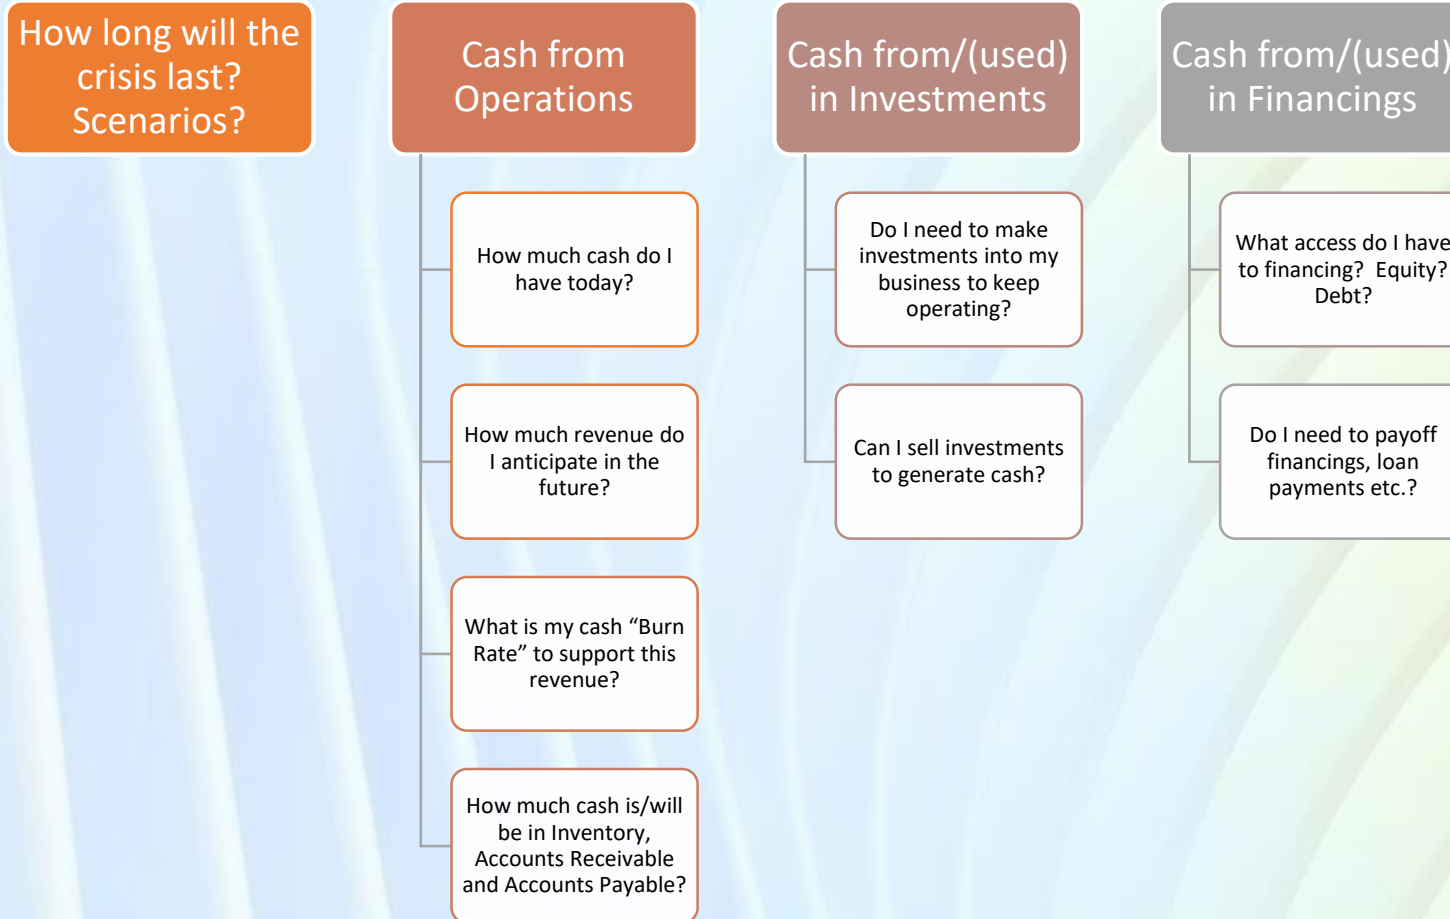 How long will the
crisis last?
Scenarios?
Cash from
Operations
How much cash do I
have today?
How much revenue do
I anticipate in the
future?
What is my cash “Burn
Rate” to support this
revenue?
How much cash is/will
be in Inventory,
Accounts Receivable
and Accounts Payable?
Cash from/(used)
in Investments
Do I need to make
investments into my
business to keep
operating?
Can I sell investments
to generate cash?
Cash from/(used)
in Financings
What access do I have
to financing?  Equity?
Debt?
Do I need to payoff
financings, loan
payments etc.?